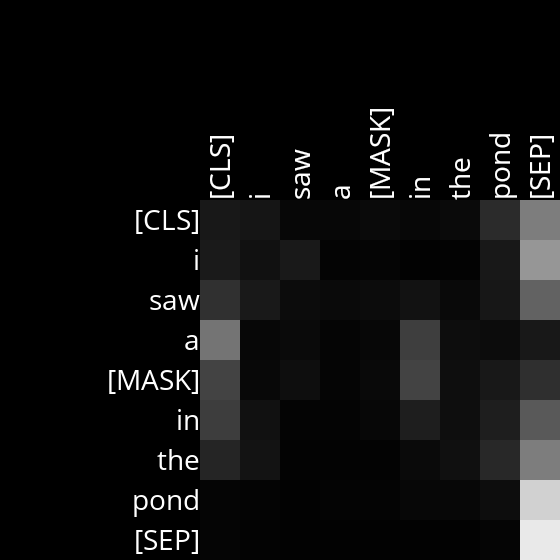 [CLS]
i
saw
a
[MASK]
in
the
pond
[SEP]
[CLS]
i
saw
a
[MASK]
in
the
pond
[SEP]